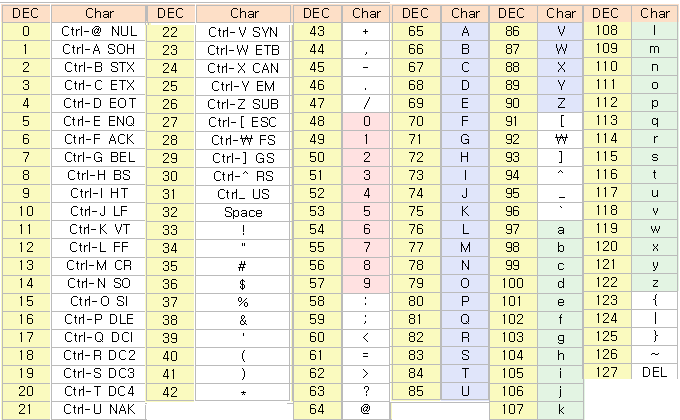 DEC Char DEC Char DEC Char DEC Char DEC Char DEC Char
0 Ctrl-@ NUL 22 Ctrl-V SYN 43 + 65 A 86 V 108 l
1 Ctrl-A SOH 23 Ctrl-W ETB 44 , 66 B 87 W 109 m
2 Ctrl-B STX 24 Ctrl-X CAN 45 - 67 C 88 X 110 n
3 Ctrl-C ETX 25 Ctrl-Y EM 46 . 68 D 89 Y 111 o
4 Ctrl-D EOT 26 Ctrl-Z SUB 47 / 69 E 90 Z 112 p
5 Ctrl-E ENQ 27 Ctrl-[ ESC 48 0 70 F 91 [ 113 q
6 Ctrl-F ACK 28 Ctrl-₩ FS 49 1 71 G 92 ₩ 114 r
7 Ctrl-G BEL 29 Ctrl-] GS 50 2 72 H 93 ] 115 s
8 Ctrl-H BS 30 Ctrl-^ RS 51 3 73 I 94 ^ 116 t
9 Ctrl-I HT 31 Ctrl_ US 52 4 74 J 95 _ 117 u
10 Ctrl-J LF 32 Space 53 5 75 K 96 ` 118 v
11 Ctrl-K VT 33 ! 54 6 76 L 97 a 119 w
12 Ctrl-L FF 34 " 55 7 77 M 98 b 120 x
13 Ctrl-M CR 35 # 56 8 78 N 99 c 121 y
14 Ctrl-N SO 36 $ 57 9 79 O 100 d 122 z
15 Ctrl-O SI 37 % 58 : 80 P 101 e 123 {
16 Ctrl-P DLE 38 & 59 ; 81 Q 102 f 124 |
17 Ctrl-Q DCI 39 ' 60 < 82 R 103 g 125 }
18 Ctrl-R DC2 40 ( 61 = 83 S 104 h 126 ~
19 Ctrl-S DC3 41 ) 62 > 84 T 105 i 127 DEL
20 Ctrl-T DC4 42 * 63 ? 85 U 106 j
21 Ctrl-U NAK 64 @ 107 k